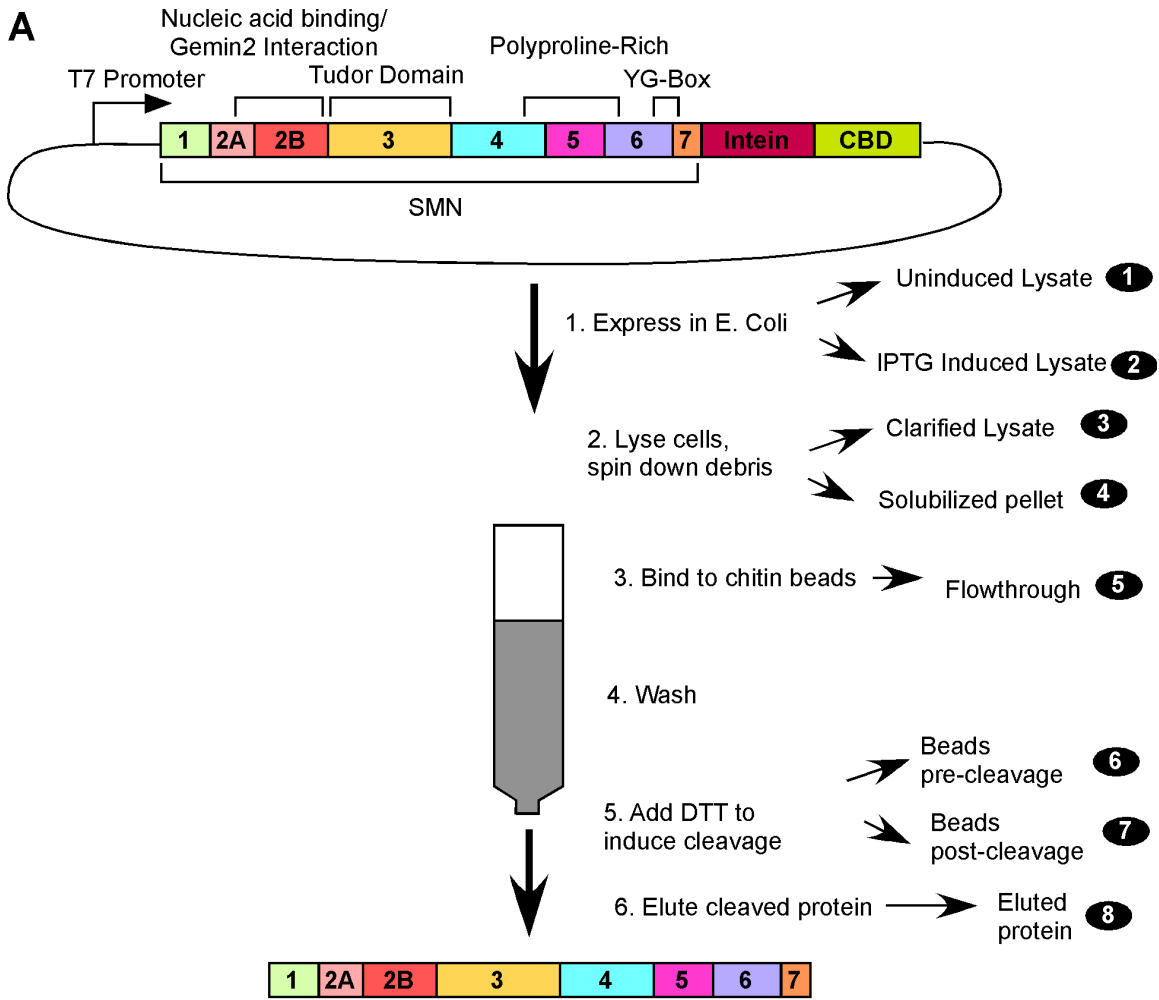 A
Nucleic acid binding/
Gemin2 Interaction
Polyproline-Rich
T7 Promoter
Tudor Domain
YG-Box
1 2A 2B 3 4 5 6 7 Intein CBD
SMN
1. Express in E. Coli
Uninduced Lysate 1
IPTG Induced Lysate 2
2. Lyse cells,
spin down debris
Clarified Lysate 3
Solubilized pellet 4
3. Bind to chitin beads
Flowthrough 5
4. Wash
5. Add DTT to
induce cleavage
Beads
pre-cleavage 6
Beads
post-cleavage 7
6. Elute cleaved protein
Eluted
protein 8
1 2A 2B 3 4 5 6 7